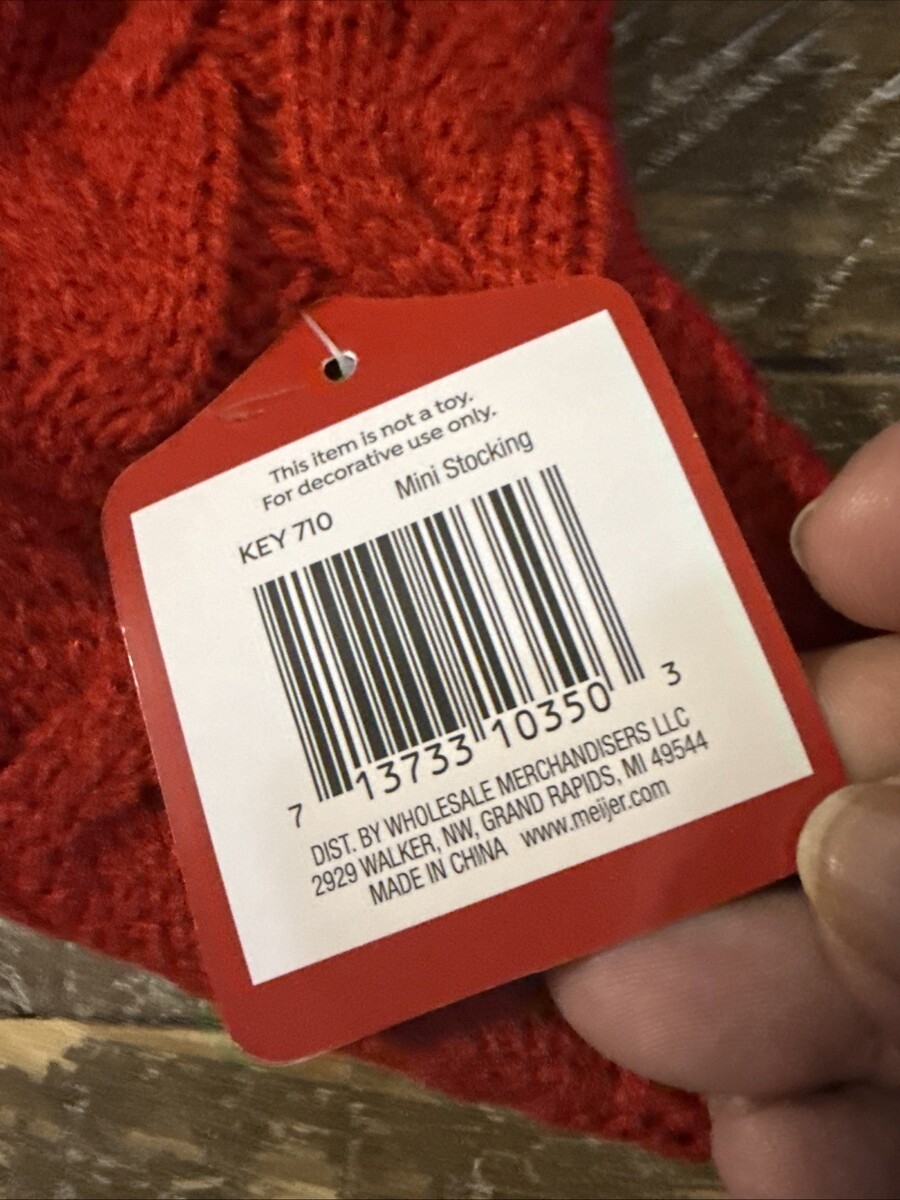 This item is not a toy.
For decorative use only.
KEY 710 Mini Stocking
7 13733 10350 3
DIST. BY WHOLESALE MERCHANDISERS LLC
2929 WALKER, NW, GRAND RAPIDS, MI 49544
MADE IN CHINA www.meijer.com